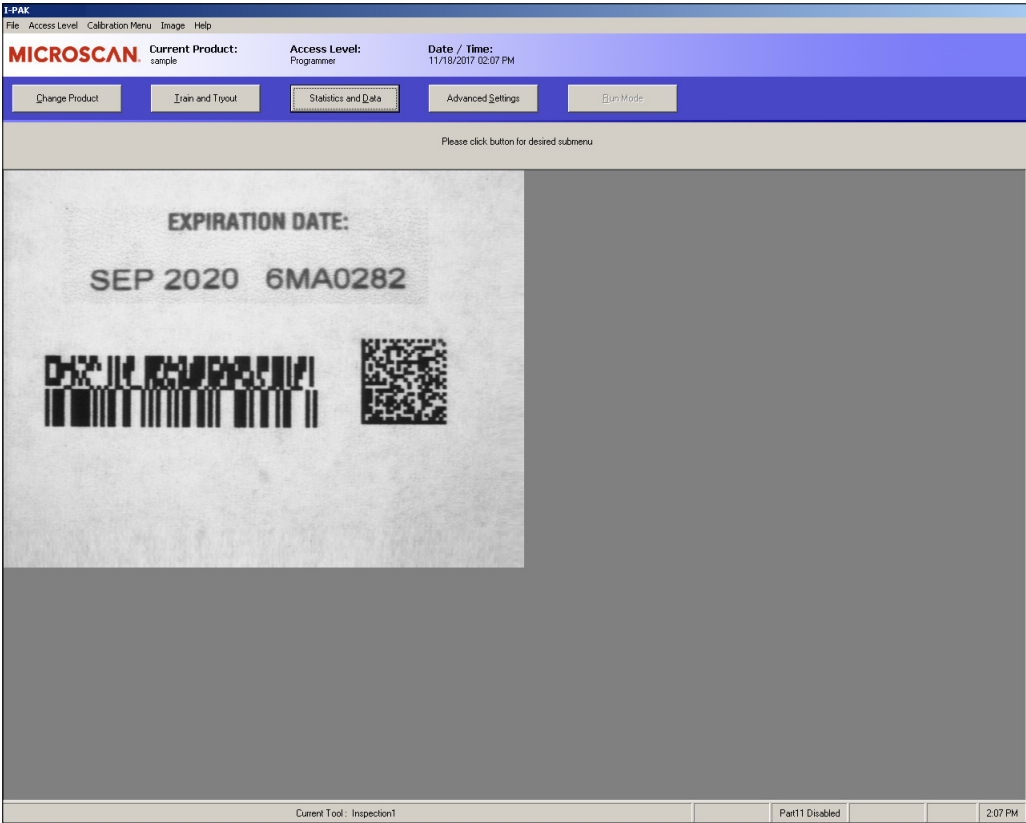 I-PAK
File Access Level Calibration Menu Image Help
MICROSCAN.
Current Product:
sample
Access Level:
Programmer
Date / Time:
11/18/2017 02:07 PM
Change Product Train and Tryout Statistics and Data Advanced Settings Run Mode
Please click button for desired submenu
EXPIRATION DATE:
SEP 2020 6MA0282
Current Tool : Inspection1 Part11 Disabled 2:07 PM